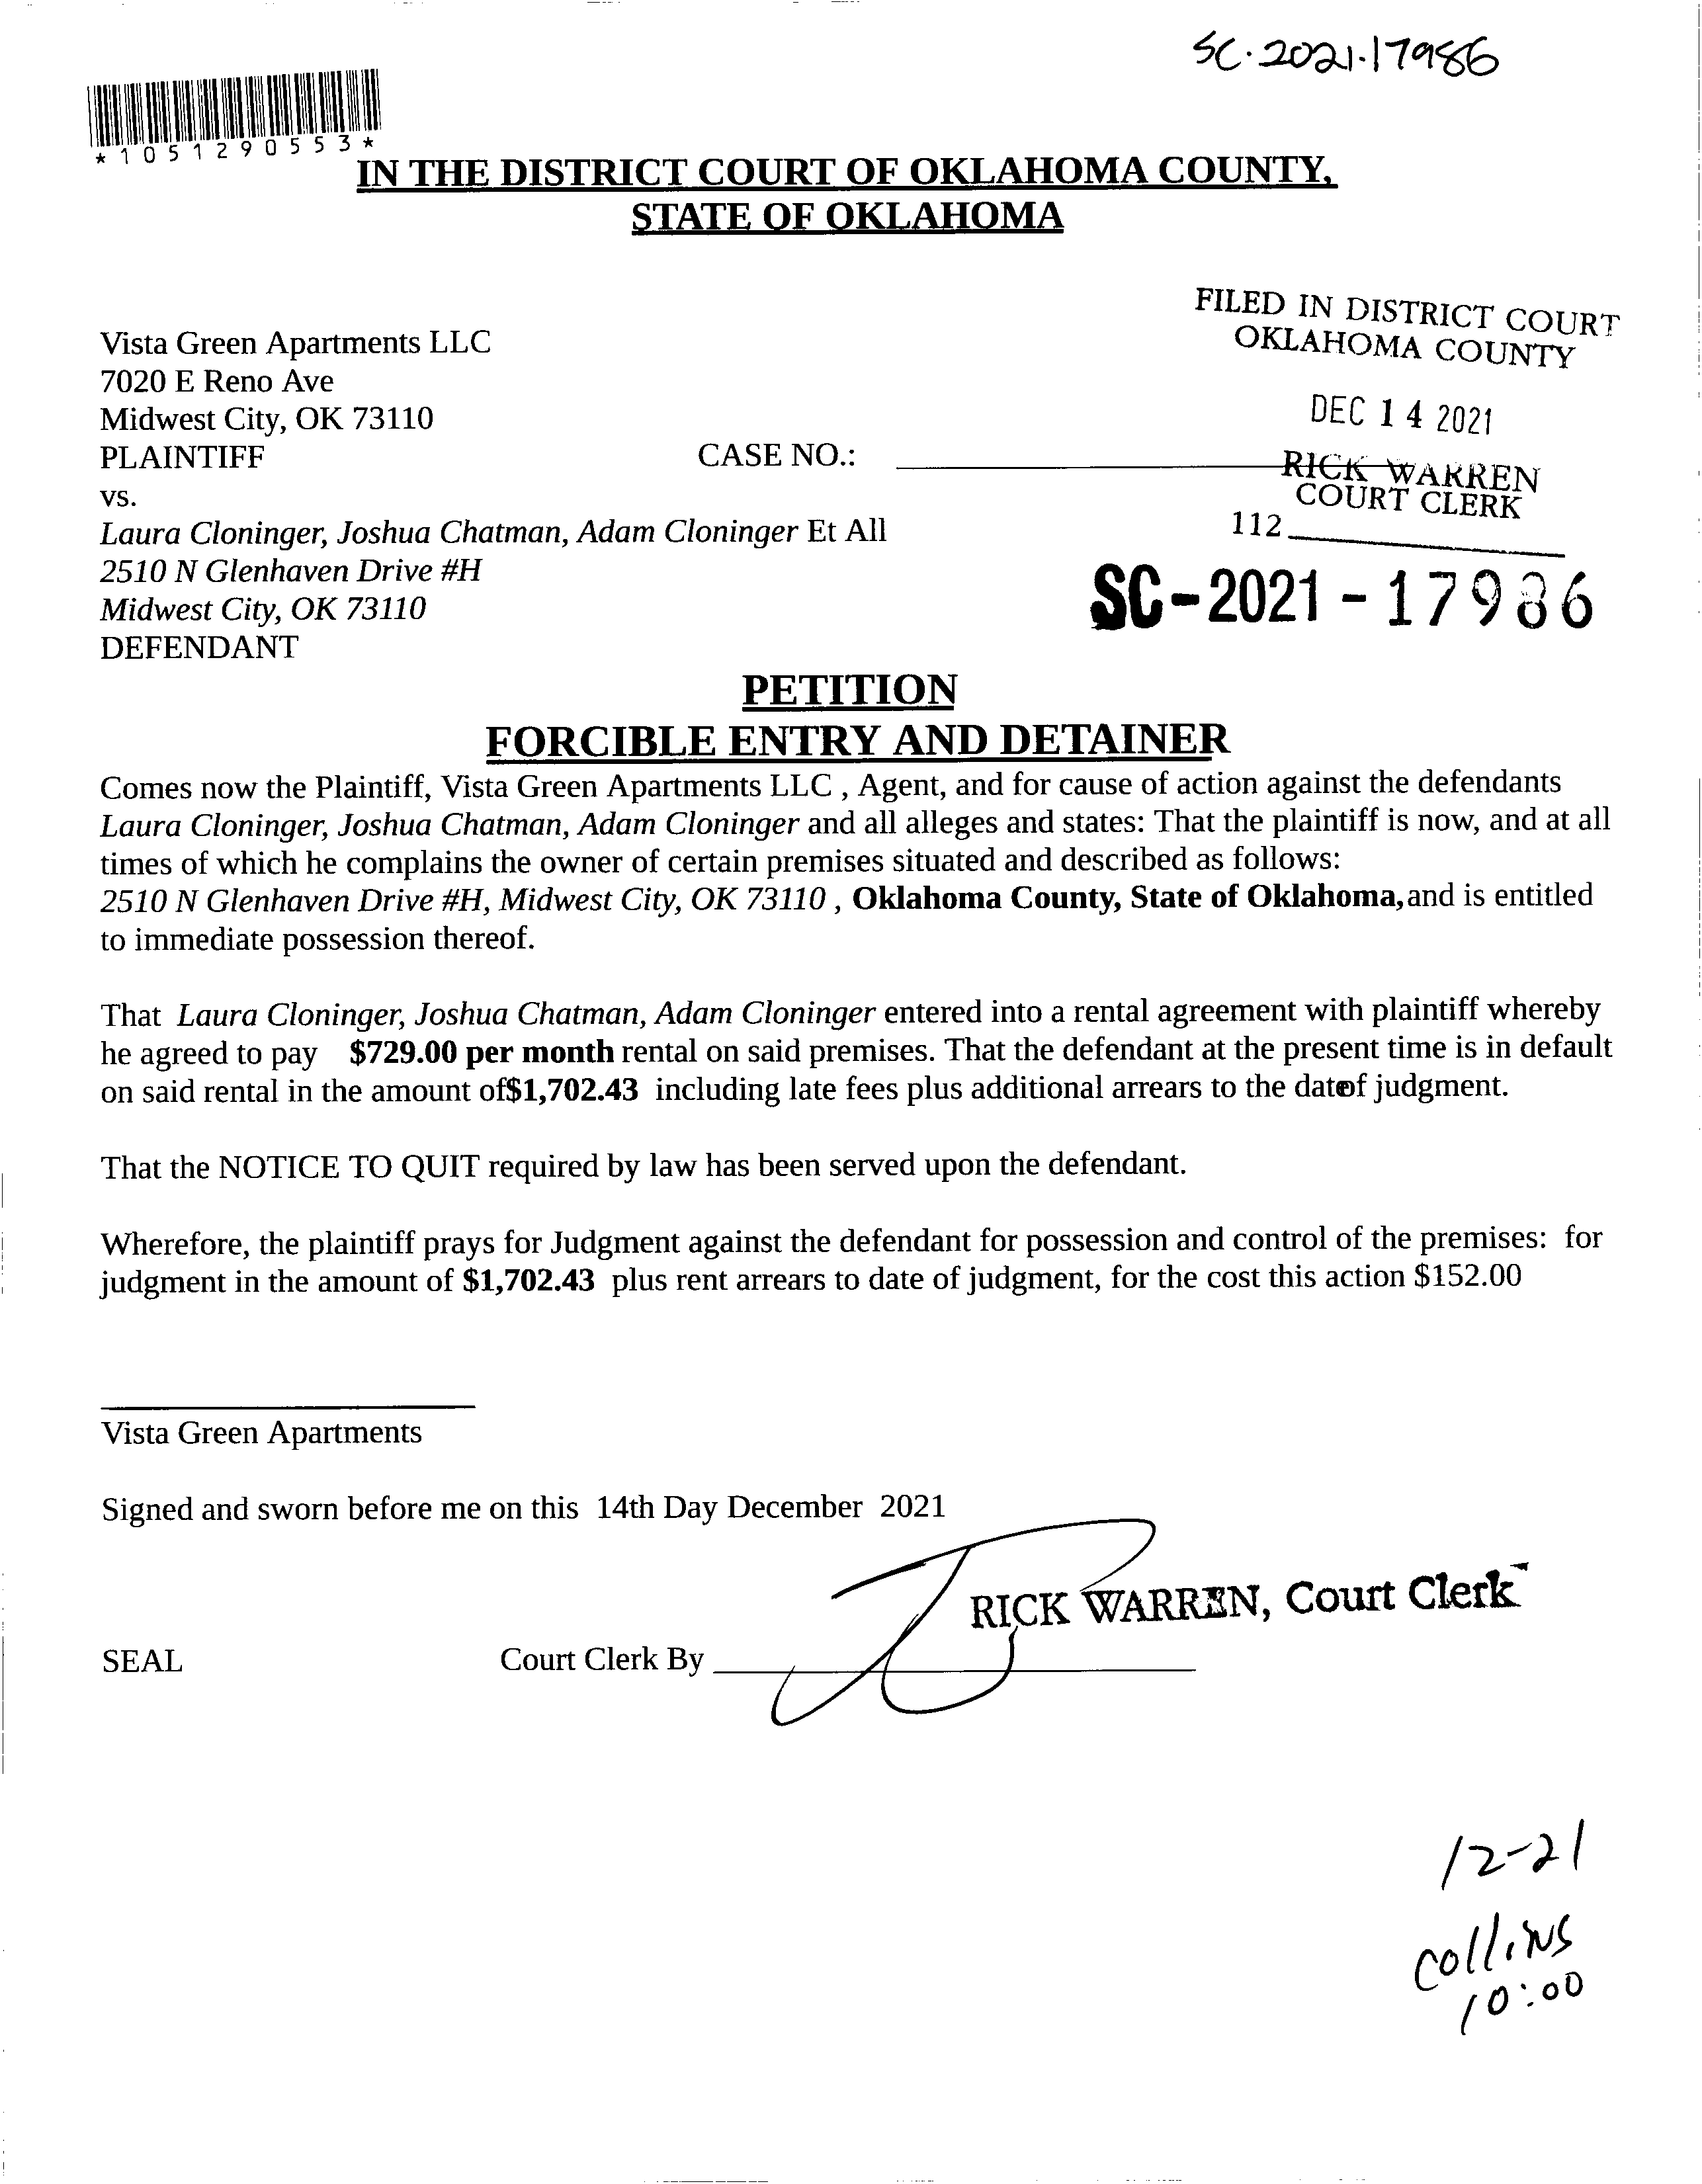 SC·2021·17986
*1051290553*
IN THE DISTRICT COURT OF OKLAHOMA COUNTY,
STATE OF OKLAHOMA
FILED IN DISTRICT COURT
OKLAHOMA COUNTY
DEC 14 2021
RICK WARREN
COURT CLERK
112
SC-2021-17986
Vista Green Apartments LLC
7020 E Reno Ave
Midwest City, OK 73110
PLAINTIFF CASE NO.:
vs.
Laura Cloninger, Joshua Chatman, Adam Cloninger Et All
2510 N Glenhaven Drive #H
Midwest City, OK 73110
DEFENDANT
PETITION
FORCIBLE ENTRY AND DETAINER
Comes now the Plaintiff, Vista Green Apartments LLC , Agent, and for cause of action against the defendants
Laura Cloninger, Joshua Chatman, Adam Cloninger and all alleges and states: That the plaintiff is now, and at all
times of which he complains the owner of certain premises situated and described as follows:
2510 N Glenhaven Drive #H, Midwest City, OK 73110 , Oklahoma County, State of Oklahoma, and is entitled
to immediate possession thereof.
That Laura Cloninger, Joshua Chatman, Adam Cloninger entered into a rental agreement with plaintiff whereby
he agreed to pay $729.00 per month rental on said premises. That the defendant at the present time is in default
on said rental in the amount of$1,702.43 including late fees plus additional arrears to the dateof judgment.
That the NOTICE TO QUIT required by law has been served upon the defendant.
Wherefore, the plaintiff prays for Judgment against the defendant for possession and control of the premises: for
judgment in the amount of $1,702.43 plus rent arrears to date of judgment, for the cost this action $152.00
Vista Green Apartments
Signed and sworn before me on this 14th Day December 2021
RICK WARREN, Court Clerk
SEAL Court Clerk By
12-21
collins
10:00